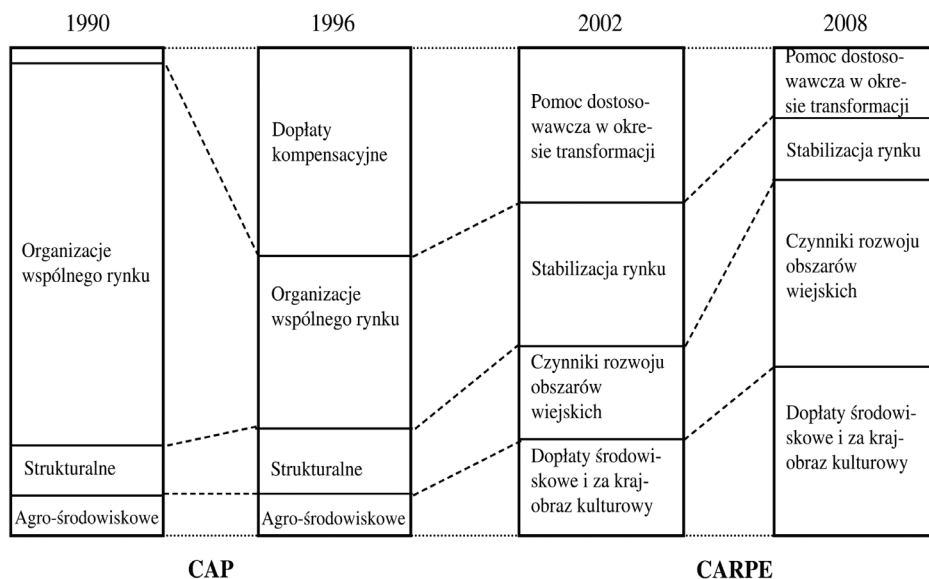 1990
1996
2002
2008
Organizacje
wspólnego rynku
Strukturalne
Agro-środowiskowe
Dopłaty
kompensacyjne
Organizacje
wspólnego rynku
Strukturalne
Agro-środowiskowe
Pomoc dostoso-
wawcza w okre-
sie transformacji
Stabilizacja rynku
Czynniki rozwoju
obszarów
wiejskich
Dopłaty środowi-
skowe i za kraj-
obraz kulturowy
Pomoc dostoso-
wawcza w okre-
sie transformacji
Stabilizacja rynku
Czynniki rozwoju
obszarów
wiejskich
Dopłaty środowi-
skowe i za kraj-
obraz kulturowy
CAP
CARPE